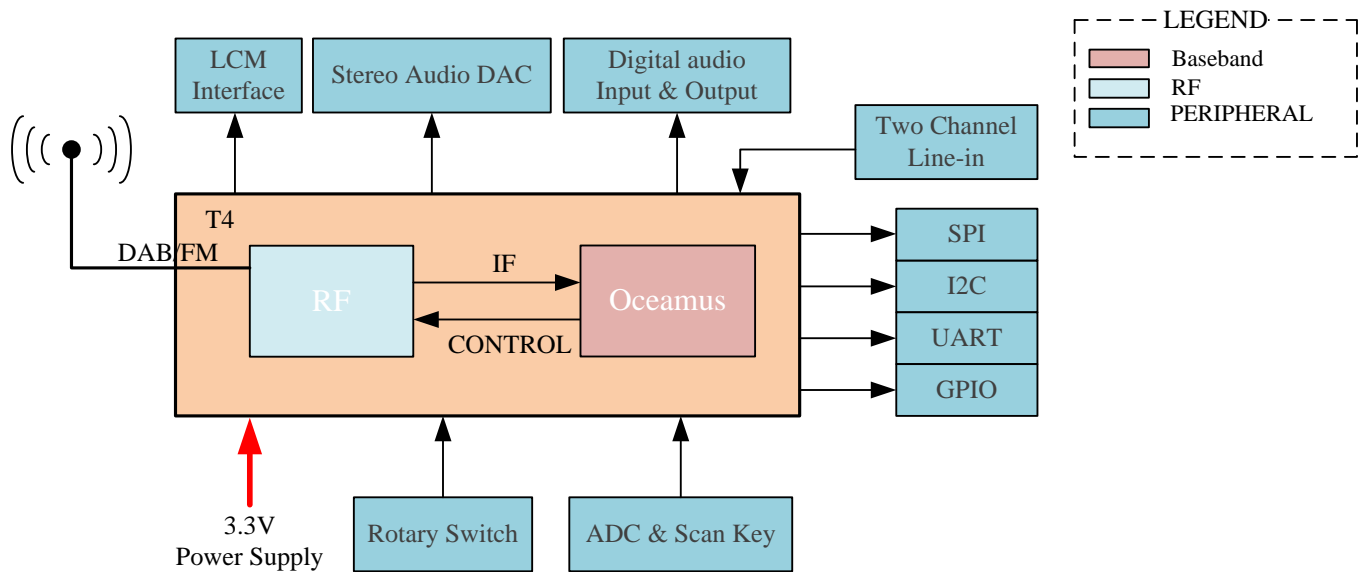 LCM
Interface
Stereo Audio DAC
Digital audio
Input & Output
LEGEND
Baseband
RF
PERIPHERAL
Two Channel
Line-in
T4
DAB/FM
RF
IF
CONTROL
Oceamus
SPI
I2C
UART
GPIO
3.3V
Power Supply
Rotary Switch
ADC & Scan Key